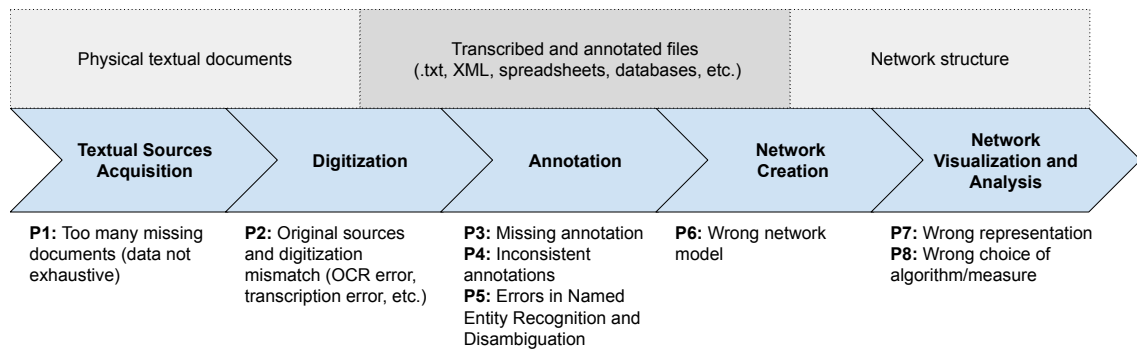 Physical textual documents
Transcribed and annotated files
(.txt, XML, spreadsheets, databases, etc.)
Network structure
Textual Sources
Acquisition
Digitization
Annotation
Network
Creation
Network
Visualization and
Analysis
P1: Too many missing
documents (data not
exhaustive)
P2: Original sources
and digitization
mismatch (OCR error,
transcription error, etc.)
P3: Missing annotation
P4: Inconsistent
annotations
P5: Errors in Named
Entity Recognition and
Disambiguation
P6: Wrong network
model
P7: Wrong representation
P8: Wrong choice of
algorithm/measure